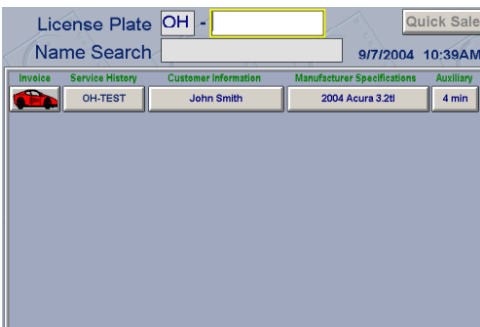 License Plate OH - Quick Sale
Name Search 9/7/2004 10:39AM
Invoice Service History Customer Information Manufacturer Specifications Auxiliary
OH-TEST John Smith 2004 Acura 3.2tl 4 min